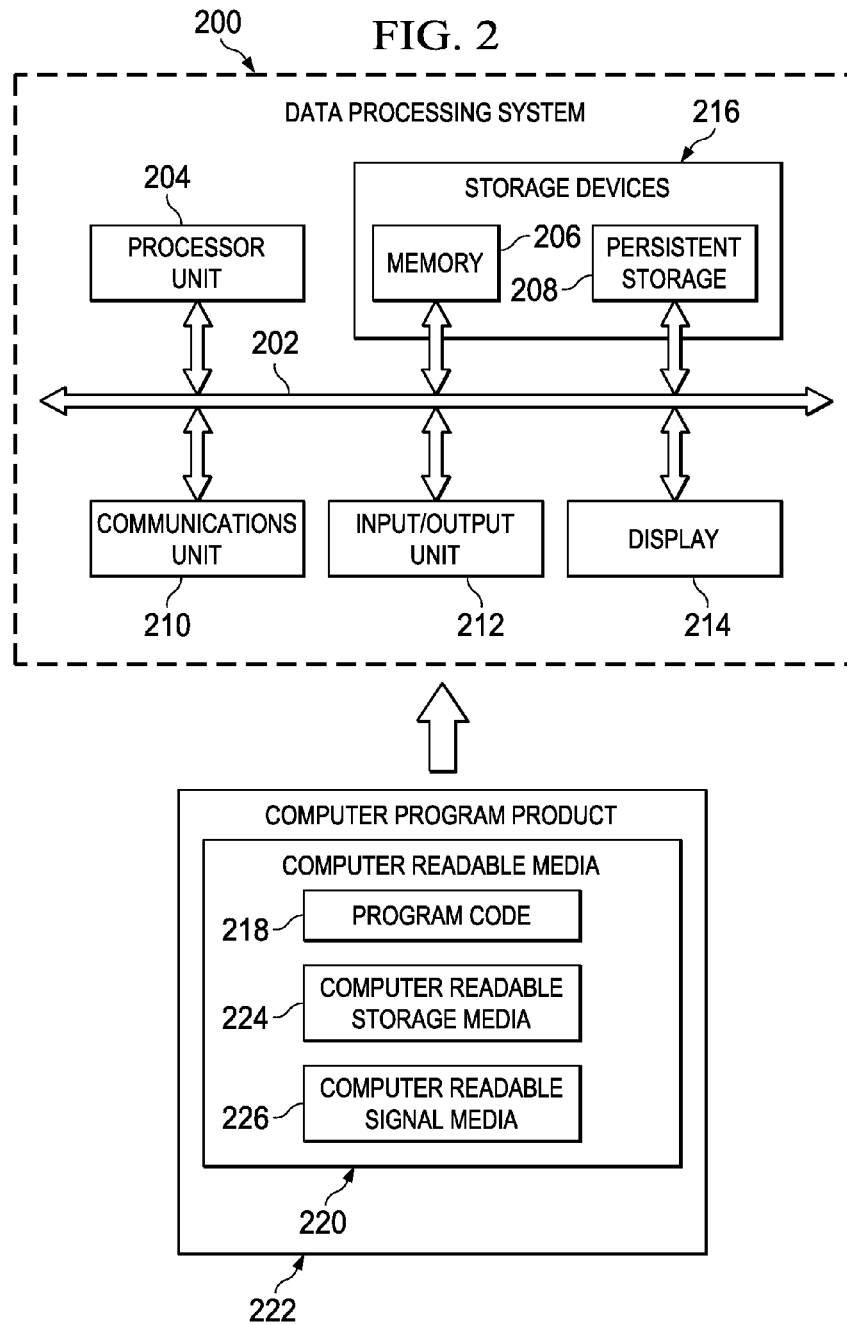 FIG. 2
200
DATA PROCESSING SYSTEM
216
STORAGE DEVICES
204
PROCESSOR
UNIT
MEMORY
206
PERSISTENT
STORAGE
208
202
COMMUNICATIONS
UNIT
INPUT/OUTPUT
UNIT
DISPLAY
210
212
214
COMPUTER PROGRAM PRODUCT
COMPUTER READABLE MEDIA
218
PROGRAM CODE
224
COMPUTER READABLE
STORAGE MEDIA
226
COMPUTER READABLE
SIGNAL MEDIA
220
222